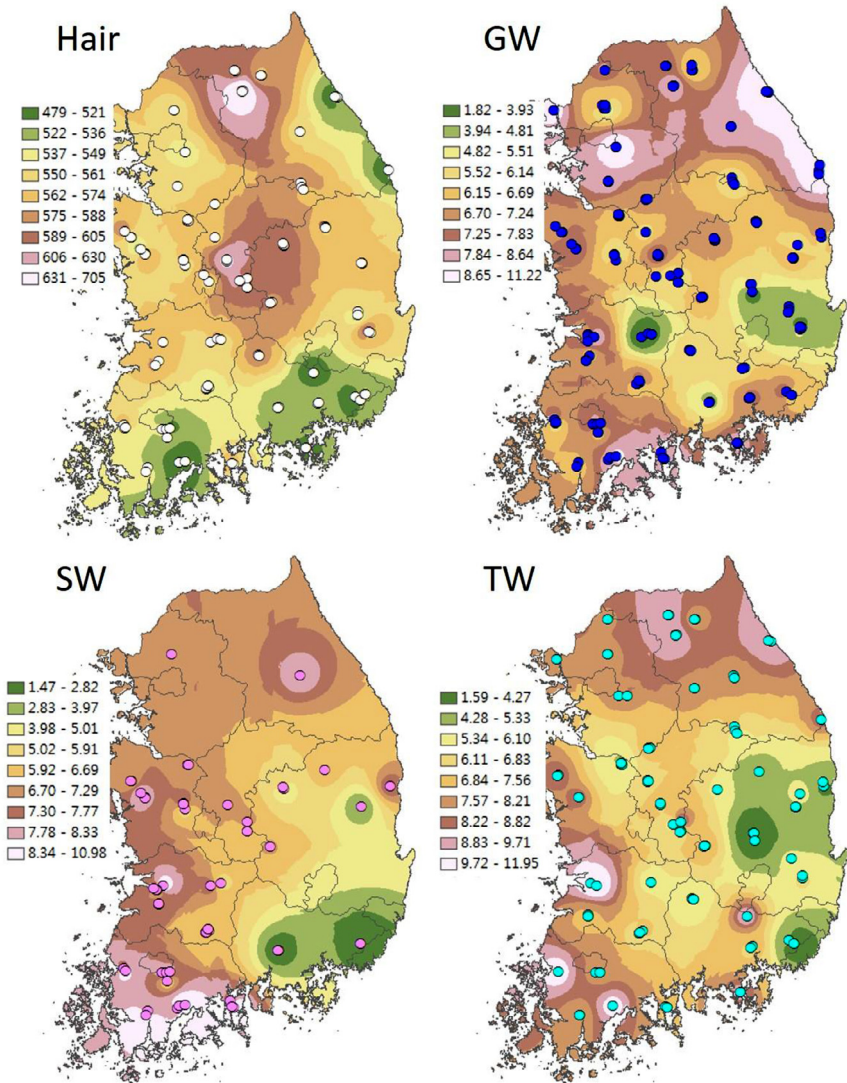 Hair
479 - 521
522 - 536
537 - 549
550 - 561
562 - 574
575 - 588
589 - 605
606 - 630
631 - 705
GW
1.82 - 3.93
3.94 - 4.81
4.82 - 5.51
5.52 - 6.14
6.15 - 6.69
6.70 - 7.24
7.25 - 7.83
7.84 - 8.64
8.65 - 11.22
SW
1.47 - 2.82
2.83 - 3.97
3.98 - 5.01
5.02 - 5.91
5.92 - 6.69
6.70 - 7.29
7.30 - 7.77
7.78 - 8.33
8.34 - 10.98
TW
1.59 - 4.27
4.28 - 5.33
5.34 - 6.10
6.11 - 6.83
6.84 - 7.56
7.57 - 8.21
8.22 - 8.82
8.83 - 9.71
9.72 - 11.95